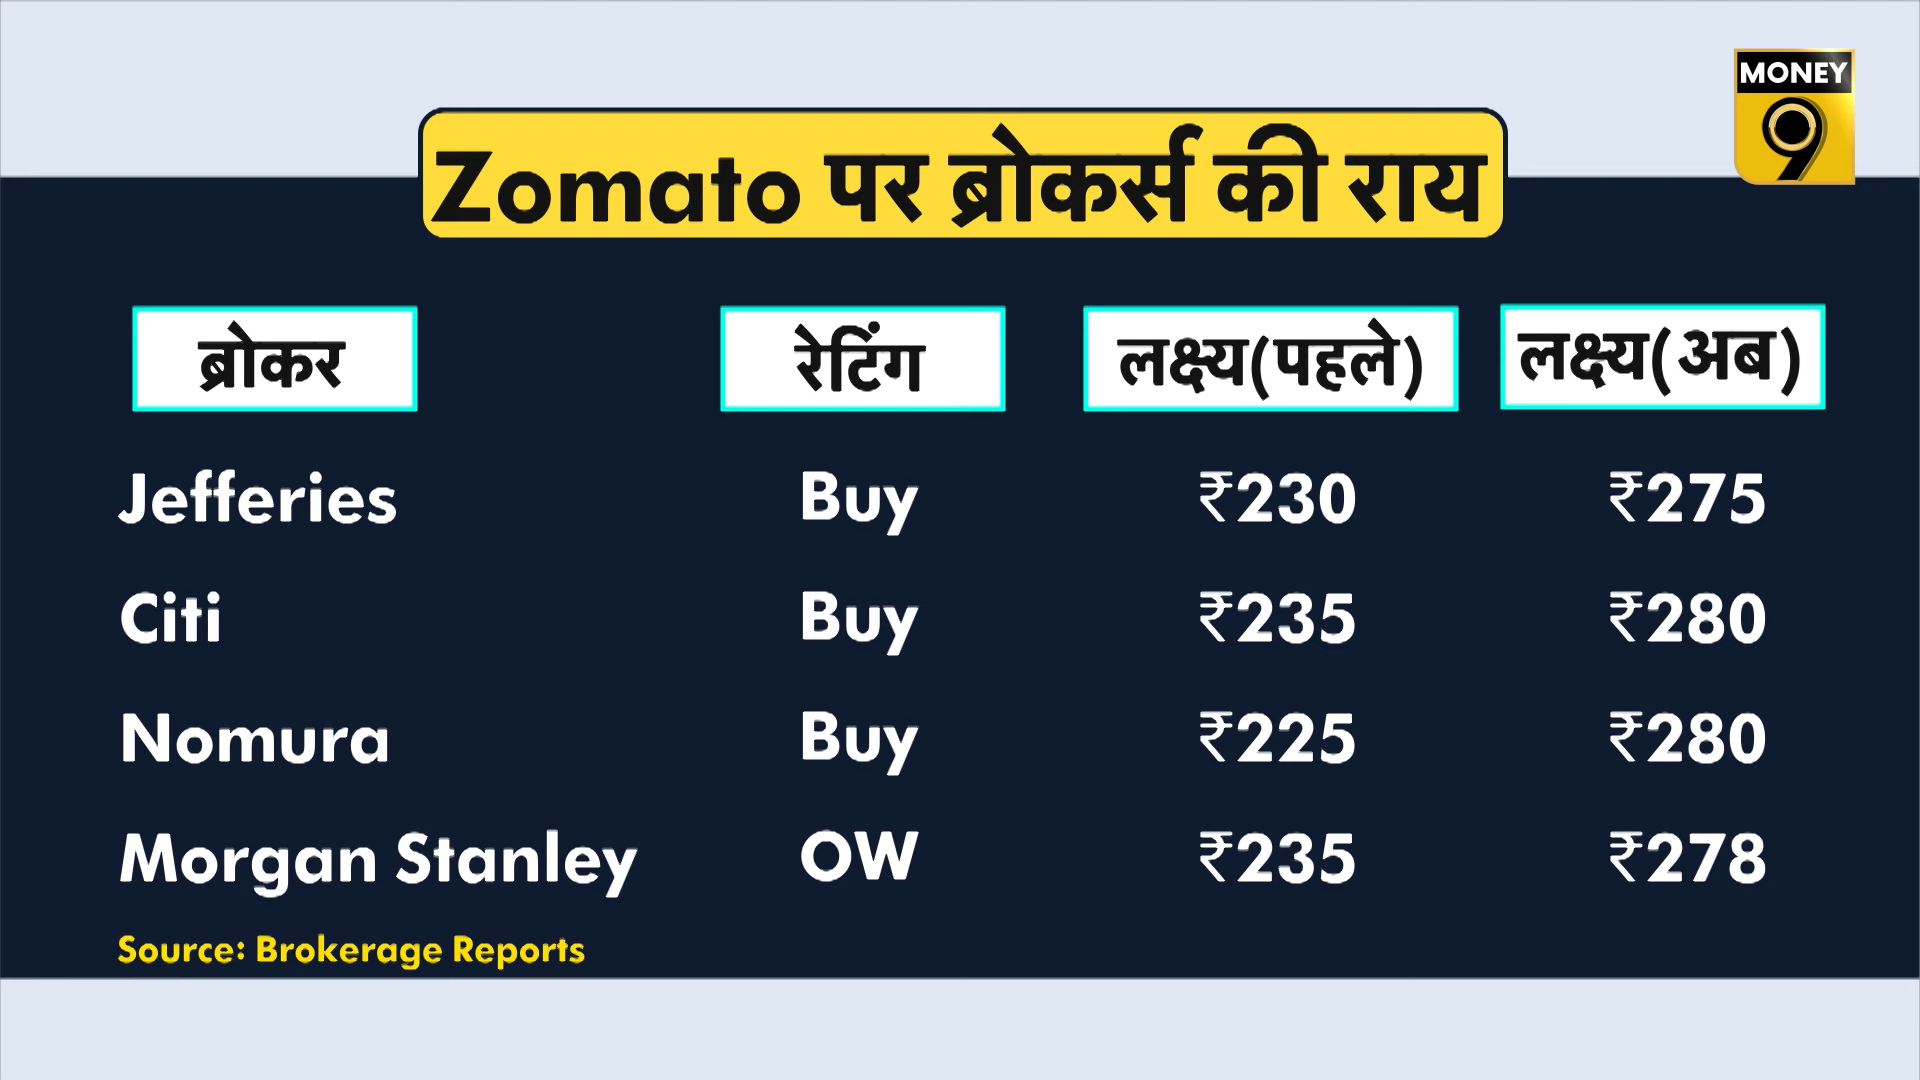 MONEY
9
Zomato पर ब्रोकर्स की राय
ब्रोकर रेटिंग लक्ष्य(पहले) लक्ष्य(अब)
Jefferies Buy ₹230 ₹275
Citi Buy ₹235 ₹280
Nomura Buy ₹225 ₹280
Morgan Stanley OW ₹235 ₹278
Source: Brokerage Reports